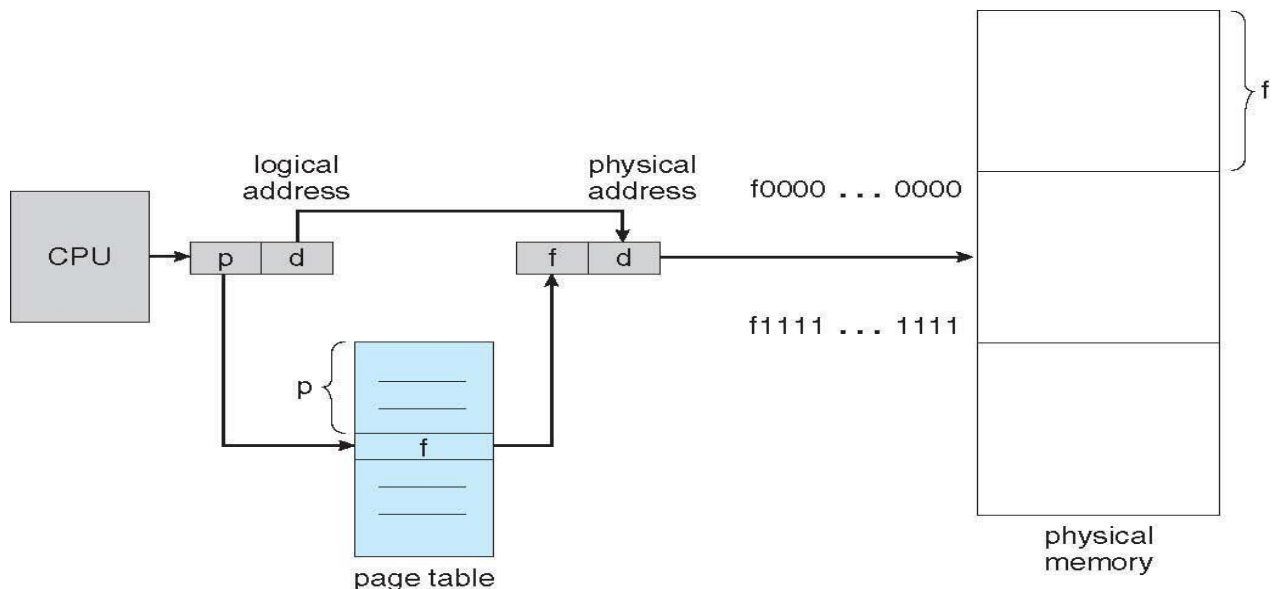 f
logical
address
physical
address
f0000 ... 0000
CPU
p d
f d
f1111 ... 1111
p
f
page table
physical
memory